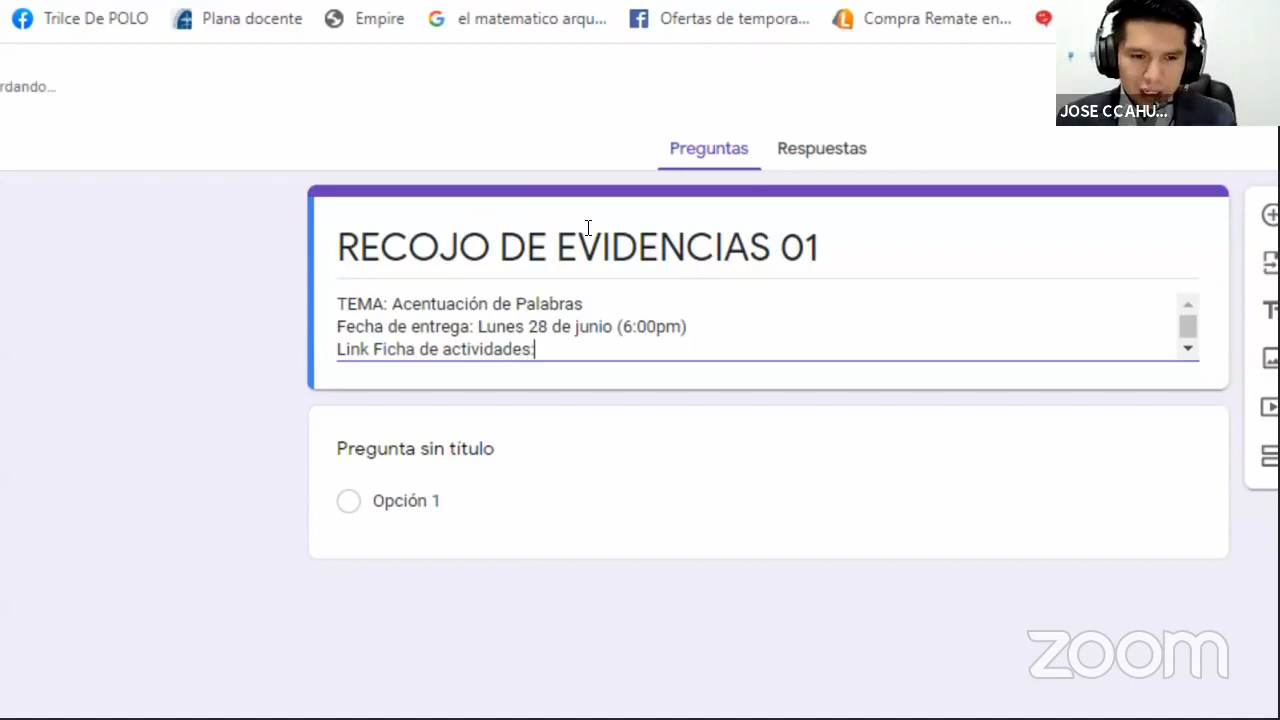 Trilce De POLO
Plana docente
Empire
el matematico arqu...
Ofertas de tempora...
Compra Remate en...
rdando...
JOSE CCAHU...
Preguntas
Respuestas
RECOJO DE EVIDENCIAS 01
TEMA: Acentuación de Palabras
Fecha de entrega: Lunes 28 de junio (6:00pm)
Link Ficha de actividades:
Pregunta sin título
Opción 1
zoom